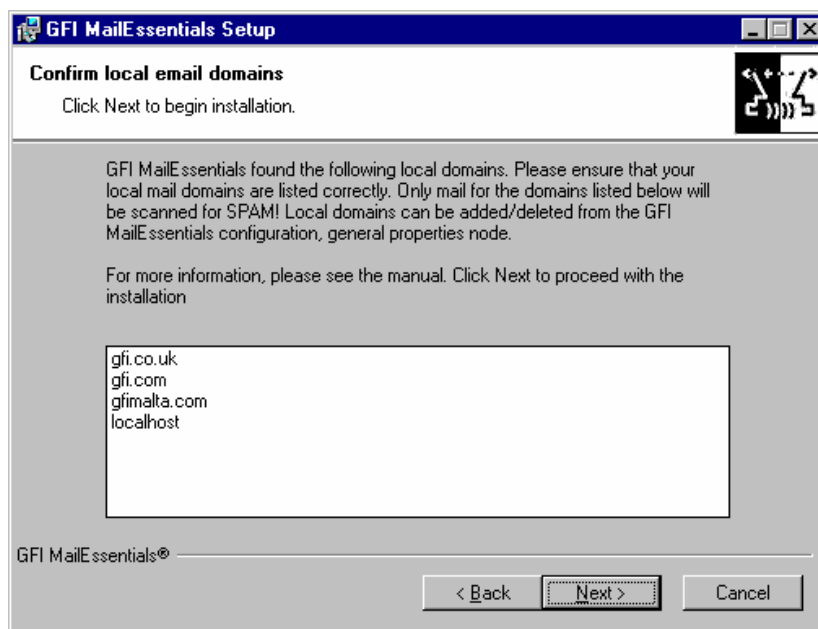 GFI MailEssentials Setup
Confirm local email domains
Click Next to begin installation.
GFI MailEssentials found the following local domains. Please ensure that your
local mail domains are listed correctly. Only mail for the domains listed below will
be scanned for SPAM! Local domains can be added/deleted from the GFI
MailEssentials configuration, general properties node.
For more information, please see the manual. Click Next to proceed with the
installation
gfi.co.uk
gfi.com
gfimalta.com
localhost
GFI MailEssentials®
< Back
Next >
Cancel